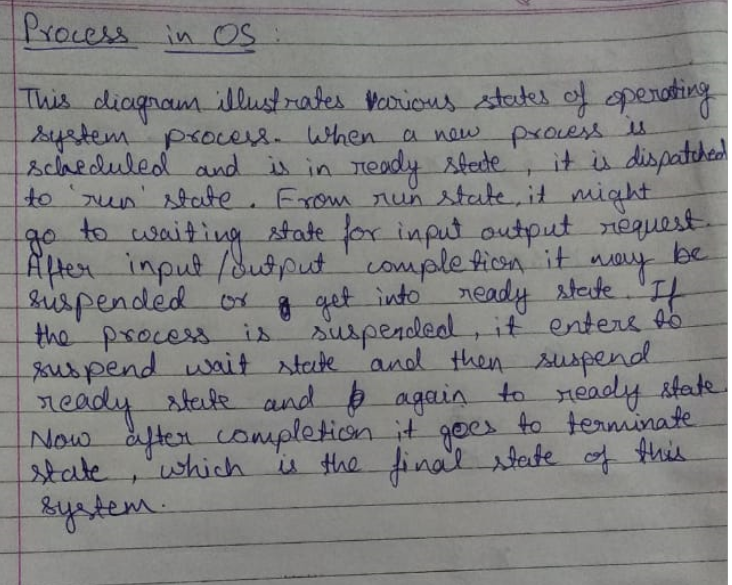 Process in OS :
This diagram illustrates various states of operating
system process. When a new process is
scheduled and is in ready state, it is dispatched
to 'run' state. From run state, it might
go to waiting state for input output request.
After input/output completion it may be
suspended or get into ready state. If
the process is suspended, it enters to
suspend wait state and then suspend
ready state and again to ready state.
Now after completion it goes to terminate
state, which is the final state of this
system.